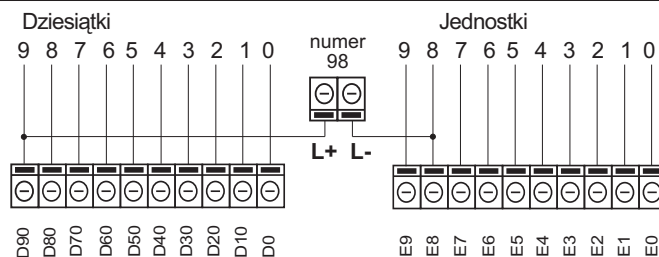 Dziesiątki
9 8 7 6 5 4 3 2 1 0
D90 D80 D70 D60 D50 D40 D30 D20 D10 D0
numer
98
L+ L-
Jednostki
9 8 7 6 5 4 3 2 1 0
E9 E8 E7 E6 E5 E4 E3 E2 E1 E0